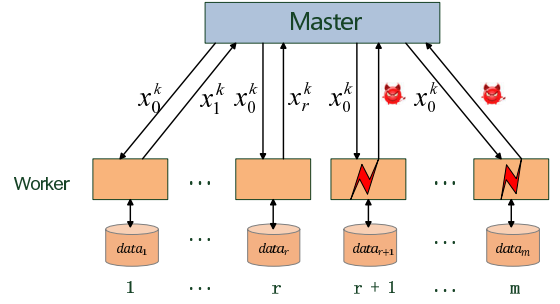 Master
x_0^k x_1^k x_0^k x_r^k x_0^k x_0^k
Worker ... ...
data_1 ... data_r data_{r+1} ... data_m
1 ... r r + 1 ... m